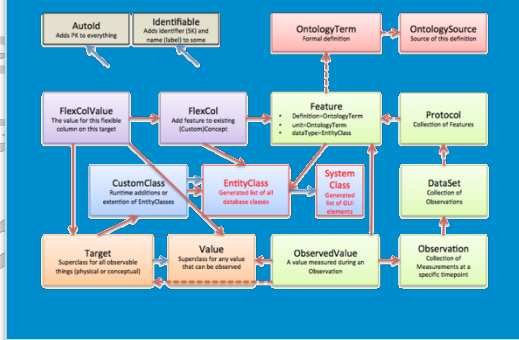 AutoId
Adds PK to everything
Identifiable
Adds Identifier (SK) and
name (label) to some
OntologyTerm
Formal definition
OntologySource
Source of this definition
FlexColValue
The value for this flexible
column on this target
FlexCol
Add feature to existing
(Custom)Concept
Feature
• Definition=OntologyTerm
• unit=OntologyTerm
• dataType=EntityClass
Protocol
Collection of Features
CustomClass
Runtime additions or
extention of EntityClasses
EntityClass
Generated list of all
database classes
System
Class
Generated
list of GUI
elements
DataSet
Collection of
Observations
Target
Superclass for all observable
things (physical or conceptual)
Value
Superclass for any value
that can be observed
ObservedValue
A value measured during an
Observation
Observation
Collection of
Measurements at a
specific timepoint